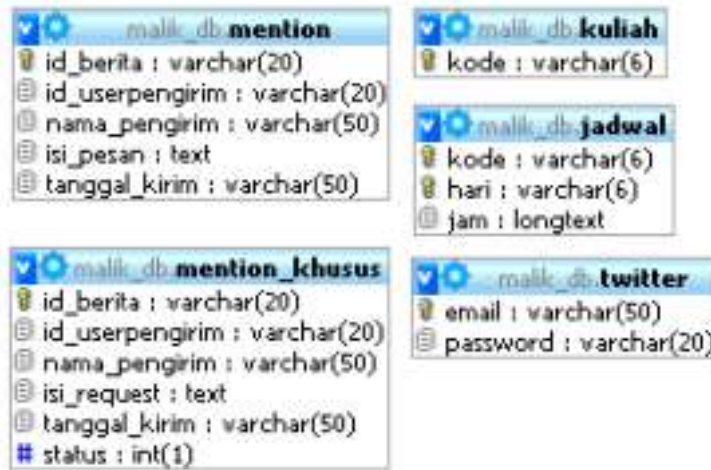 malik_db mention
id_berita : varchar(20)
id_userpengirim : varchar(20)
nama_pengirim : varchar(50)
isi_pesan : text
tanggal_kirim : varchar(50)
malik_db kuliah
kode : varchar(6)
malik_db jadwal
kode : varchar(6)
hari : varchar(6)
jam : longtext
malik_db mention_khusus
id_berita : varchar(20)
id_userpengirim : varchar(20)
nama_pengirim : varchar(50)
isi_request : text
tanggal_kirim : varchar(50)
# status : int(1)
malik_db twitter
email : varchar(50)
password : varchar(20)